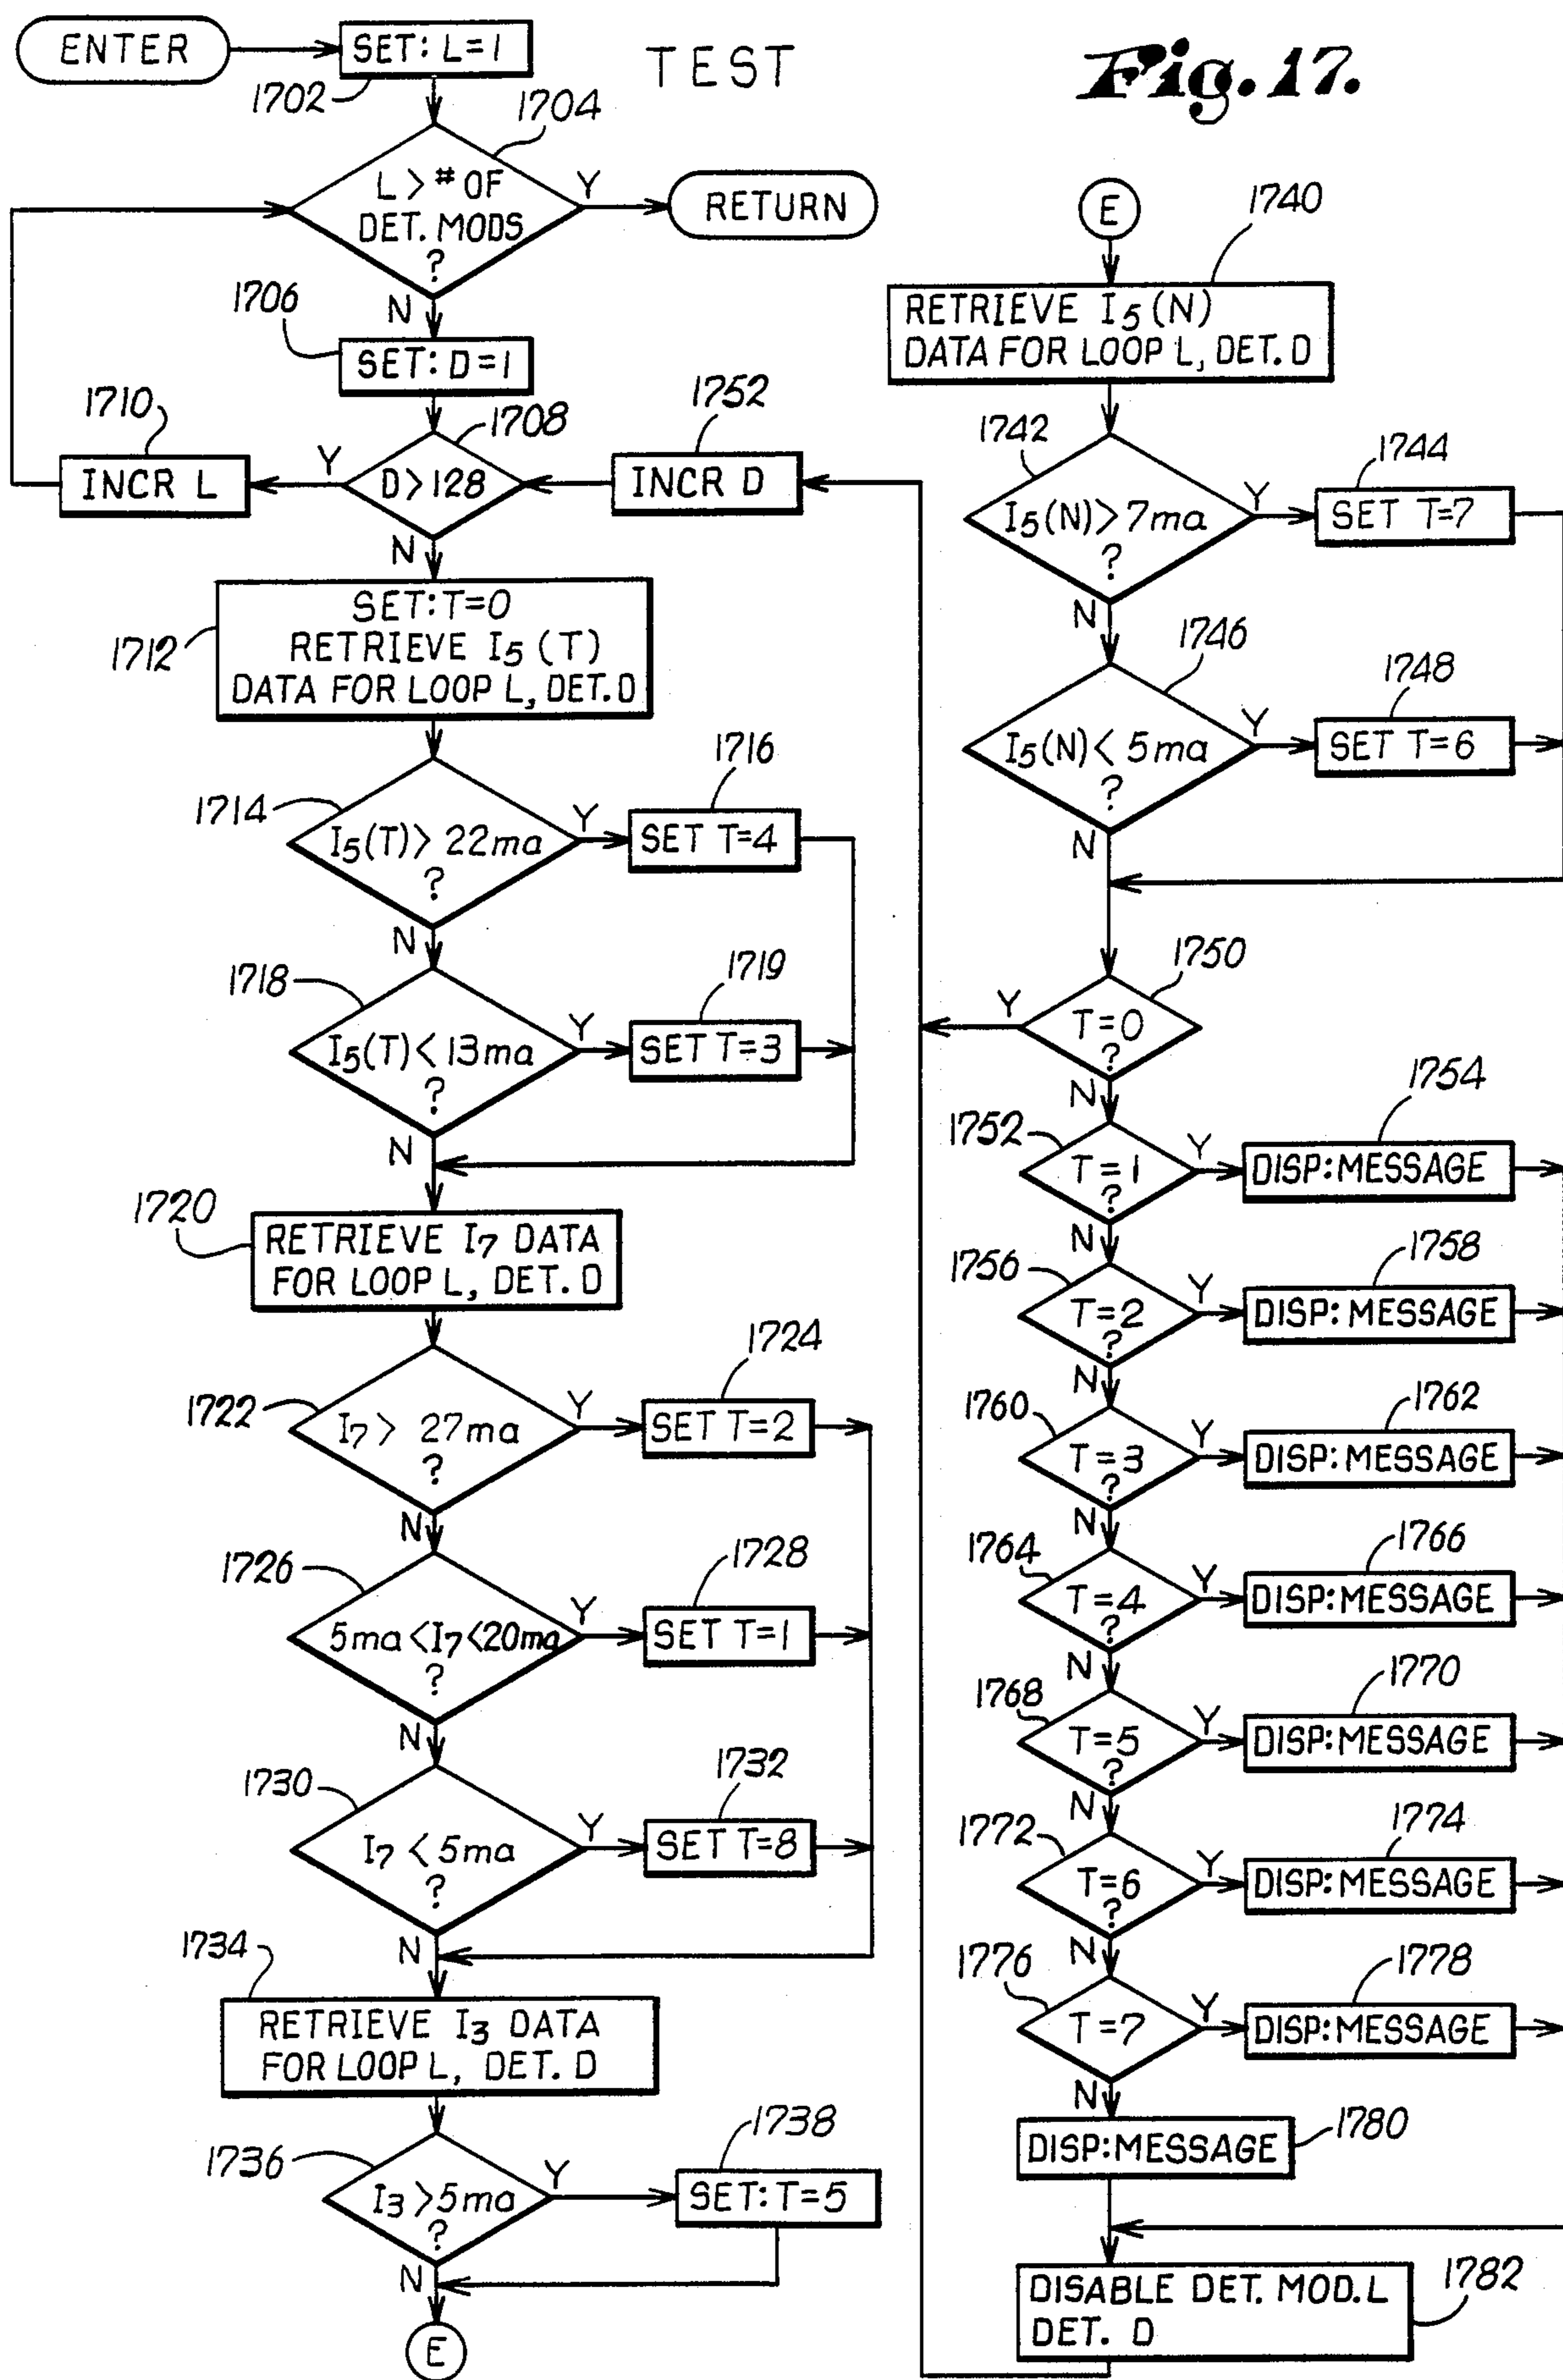 ENTER
SET: L=1
TEST
Fig. 17.
1702
1704
L > # OF
DET. MODS
?
Y
RETURN
N
1706
SET: D=1
1710
INCR L
Y
1708
D>128
1752
INCR D
N
1712
SET: T=0
RETRIEVE I5 (T)
DATA FOR LOOP L, DET. D
1714
I5(T) > 22ma
?
Y
1716
SET T=4
N
1718
I5(T) < 13ma
?
Y
1719
SET T=3
N
1720
RETRIEVE I7 DATA
FOR LOOP L, DET. D
1722
I7 > 27ma
?
Y
1724
SET T=2
N
1726
5ma <I7 <20ma
?
Y
1728
SET T=1
N
1730
I7 < 5ma
?
Y
1732
SET T=8
N
1734
RETRIEVE I3 DATA
FOR LOOP L, DET. D
1736
I3 >5ma
?
Y
1738
SET: T=5
N
E
E
1740
RETRIEVE I5 (N)
DATA FOR LOOP L, DET. D
1742
I5(N) > 7ma
?
Y
1744
SET T=7
N
1746
I5(N) < 5ma
?
Y
1748
SET T=6
N
1750
Y
T=0
?
N
1752
T=1
?
Y
1754
DISP:MESSAGE
N
1756
T=2
?
Y
1758
DISP: MESSAGE
N
1760
T=3
?
Y
1762
DISP: MESSAGE
N
1764
T=4
?
Y
1766
DISP:MESSAGE
N
1768
T=5
?
Y
1770
DISP:MESSAGE
N
1772
T=6
?
Y
1774
DISP:MESSAGE
N
1776
T=7
Y
1778
DISP:MESSAGE
N
DISP:MESSAGE
1780
DISABLE DET. MOD. L
DET. D
1782